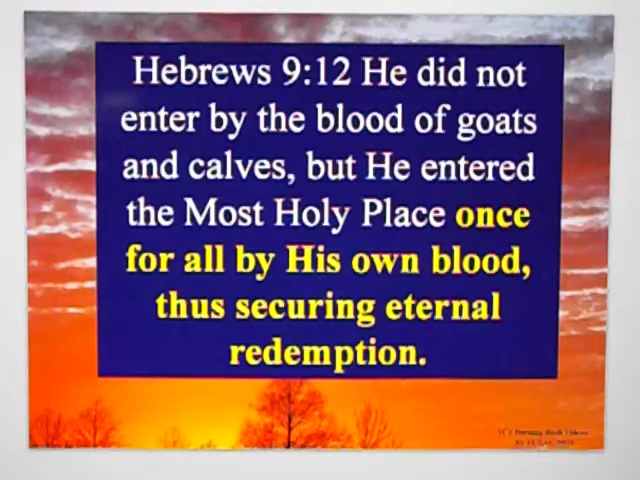 Hebrews 9:12 He did not
enter by the blood of goats
and calves, but He entered
the Most Holy Place once
for all by His own blood,
thus securing eternal
redemption.